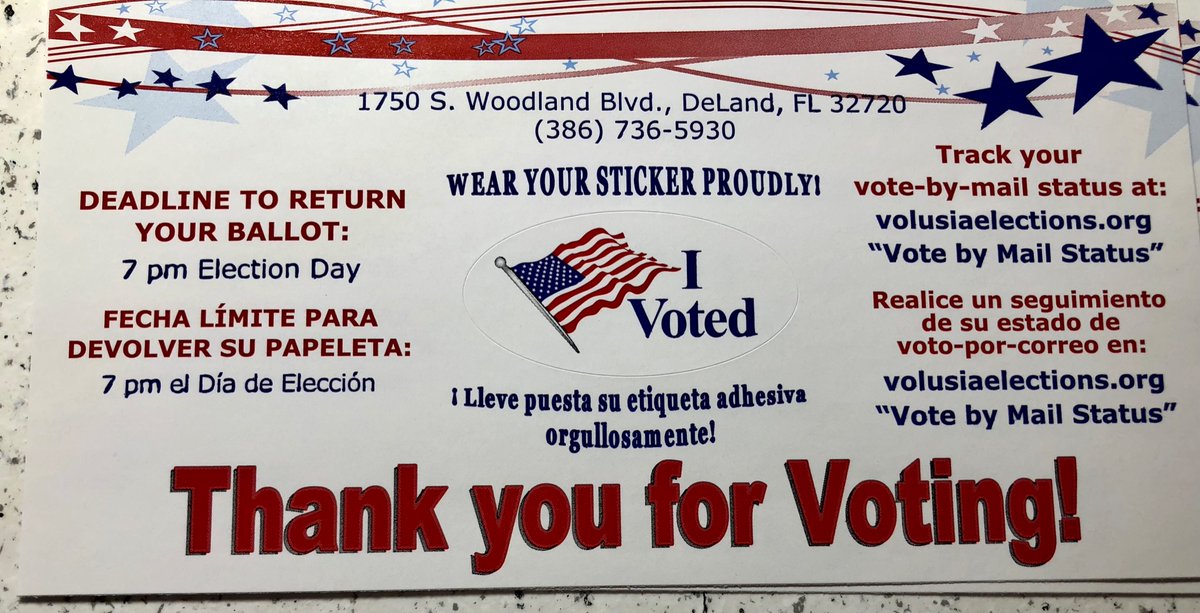 1750 S. Woodland Blvd., DeLand, FL 32720
(386) 736-5930
DEADLINE TO RETURN
YOUR BALLOT:
7 pm Election Day
FECHA LÍMITE PARA
DEVOLVER SU PAPELETA:
7 pm el Día de Elección
WEAR YOUR STICKER PROUDLY!
I
Voted
¡Lleve puesta su etiqueta adhesiva
orgullosamente!
Track your
vote-by-mail status at:
volusiaelections.org
“Vote by Mail Status”
Realice un seguimiento
de su estado de
voto-por-correo en:
volusiaelections.org
“Vote by Mail Status”
Thank you for Voting!